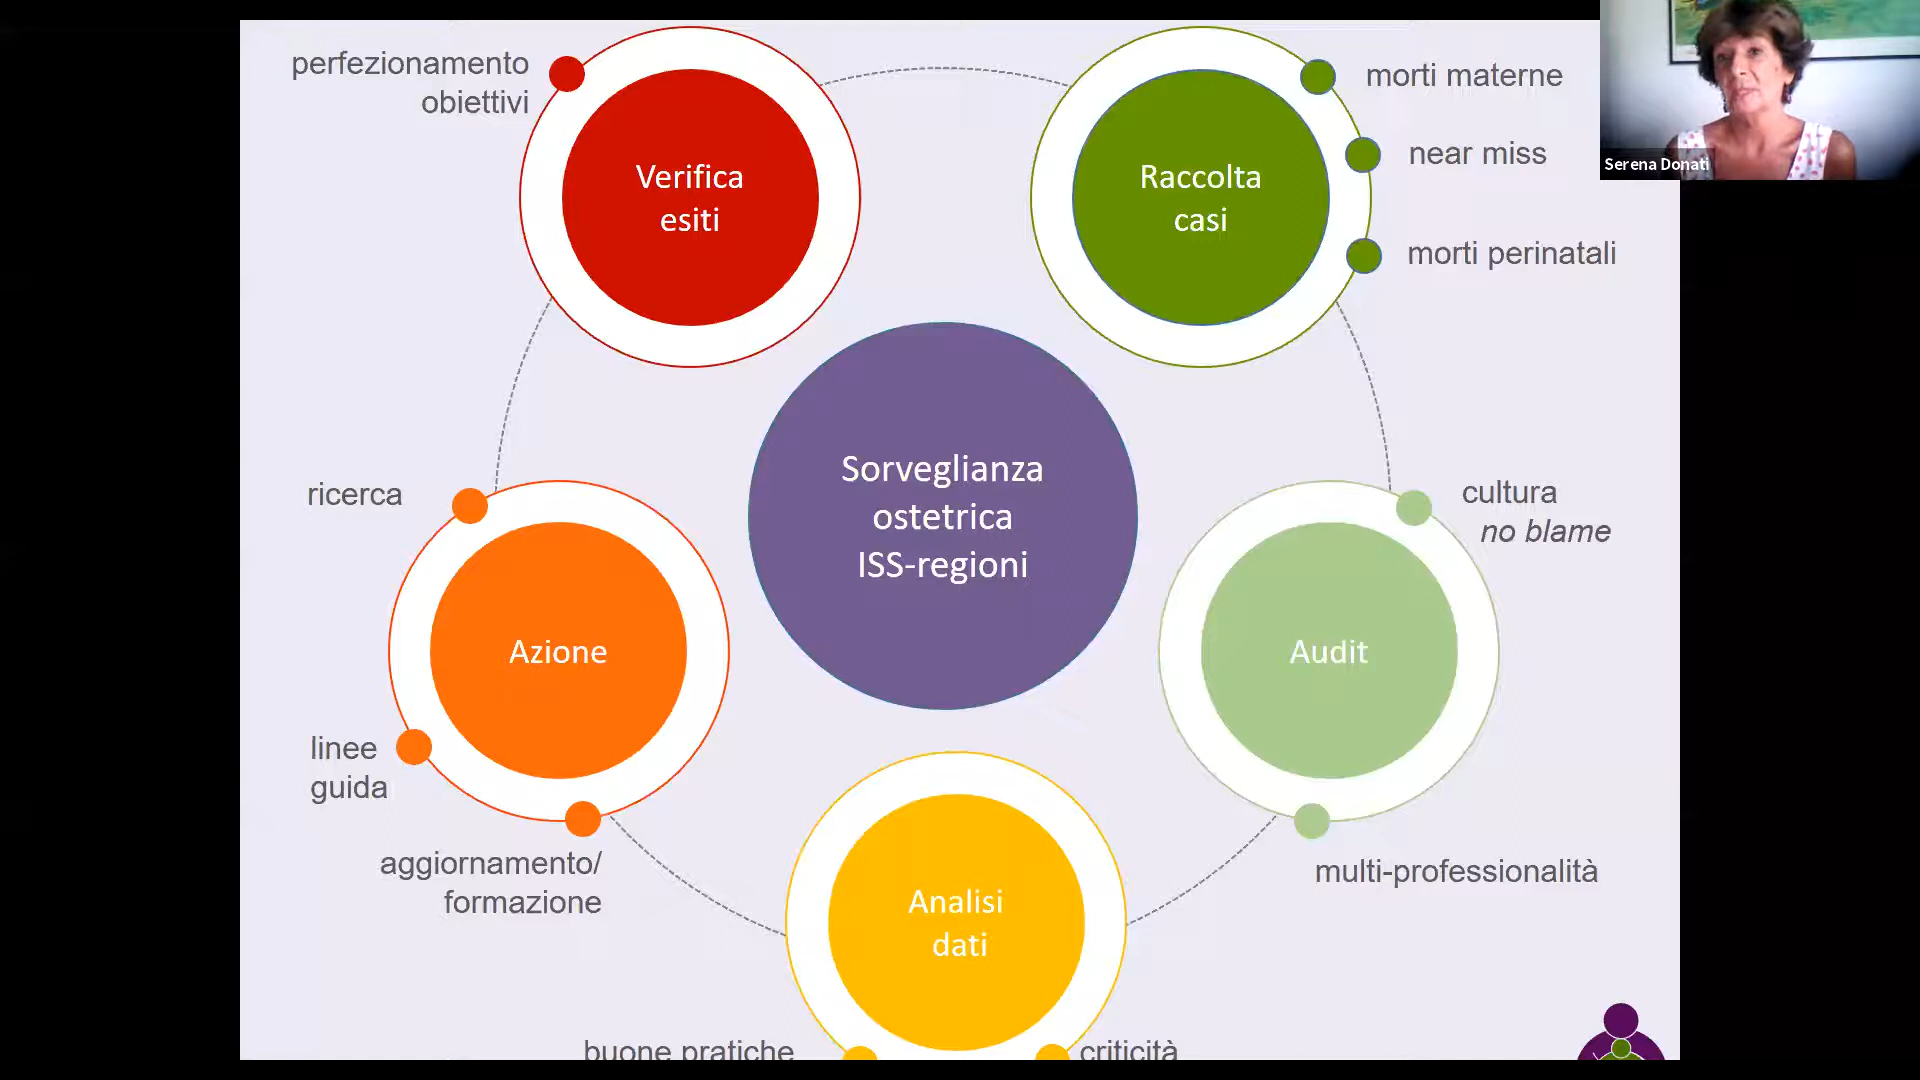 perfezionamento
obiettivi
Verifica
esiti
Raccolta
casi
morti materne
near miss
morti perinatali
Serena Donati
Sorveglianza
ostetrica
ISS-regioni
ricerca
Azione
linee
guida
aggiornamento/
formazione
cultura
no blame
Audit
multi-professionalità
Analisi
dati
buone pratiche
criticità